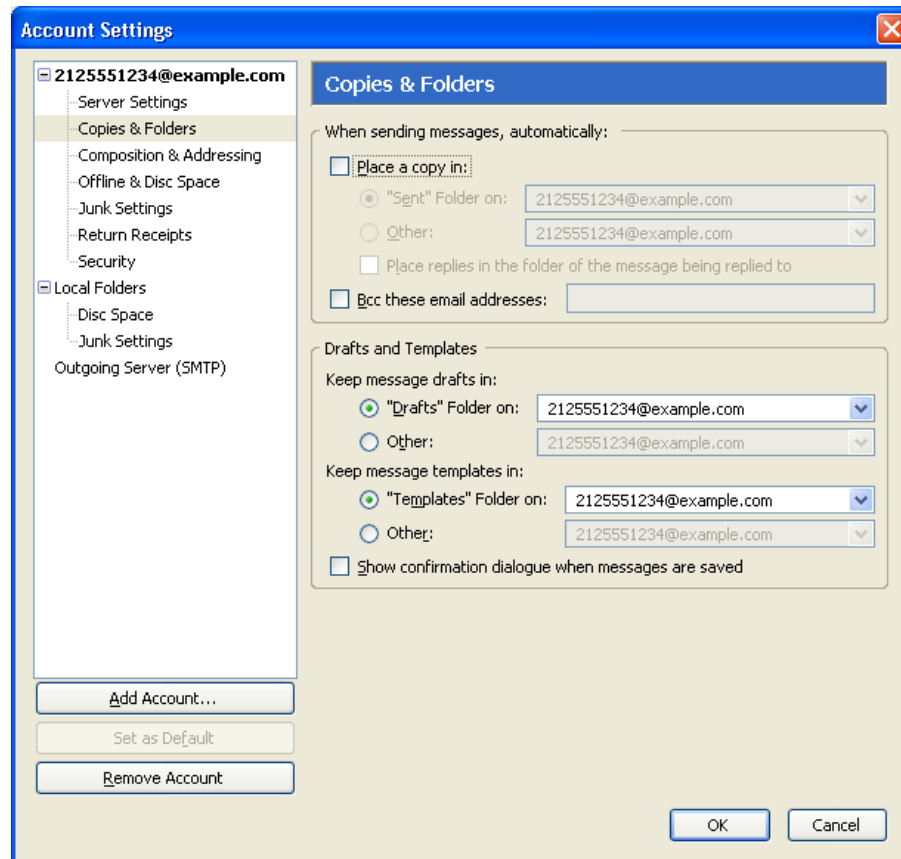 Account Settings
2125551234@example.com
Server Settings
Copies & Folders
Composition & Addressing
Offline & Disc Space
Junk Settings
Return Receipts
Security
Local Folders
Disc Space
Junk Settings
Outgoing Server (SMTP)
Add Account...
Set as Default
Remove Account
Copies & Folders
When sending messages, automatically:
Place a copy in:
"Sent" Folder on: 2125551234@example.com
Other: 2125551234@example.com
Place replies in the folder of the message being replied to
Bcc these email addresses:
Drafts and Templates
Keep message drafts in:
"Drafts" Folder on: 2125551234@example.com
Other: 2125551234@example.com
Keep message templates in:
"Templates" Folder on: 2125551234@example.com
Other: 2125551234@example.com
Show confirmation dialogue when messages are saved
OK Cancel